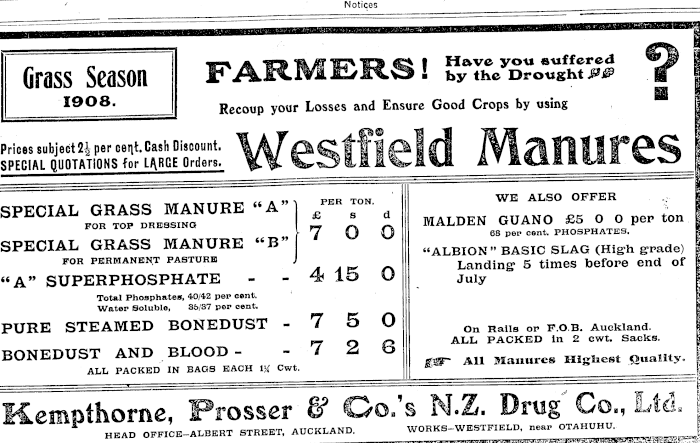 Notices
Grass Season
1908.
FARMERS! Have you suffered
by the Drought ?
Recoup your Losses and Ensure Good Crops by using
Prices subject 2½ per cent. Cash Discount.
SPECIAL QUOTATIONS for LARGE Orders.
Westfield Manures
PER TON.
£ s d
SPECIAL GRASS MANURE "A"
FOR TOP DRESSING
7 0 0
SPECIAL GRASS MANURE "B"
FOR PERMANENT PASTURE
"A" SUPERPHOSPHATE - - 4 15 0
Total Phosphates, 40/42 per cent.
Water Soluble, 35/37 per cent.
PURE STEAMED BONEDUST - 7 5 0
BONEDUST AND BLOOD - - 7 2 6
ALL PACKED IN BAGS EACH 1¼ Cwt.
WE ALSO OFFER
MALDEN GUANO £5 0 0 per ton
68 per cent. PHOSPHATES.
"ALBION" BASIC SLAG (High grade)
Landing 5 times before end of
July
On Rails or F.O.B. Auckland.
ALL PACKED in 2 cwt. Sacks.
All Manures Highest Quality.
Kempthorne, Prosser & Co.'s N.Z. Drug Co., Ltd.
HEAD OFFICE-ALBERT STREET, AUCKLAND. WORKS-WESTFIELD, near OTAHUHU.